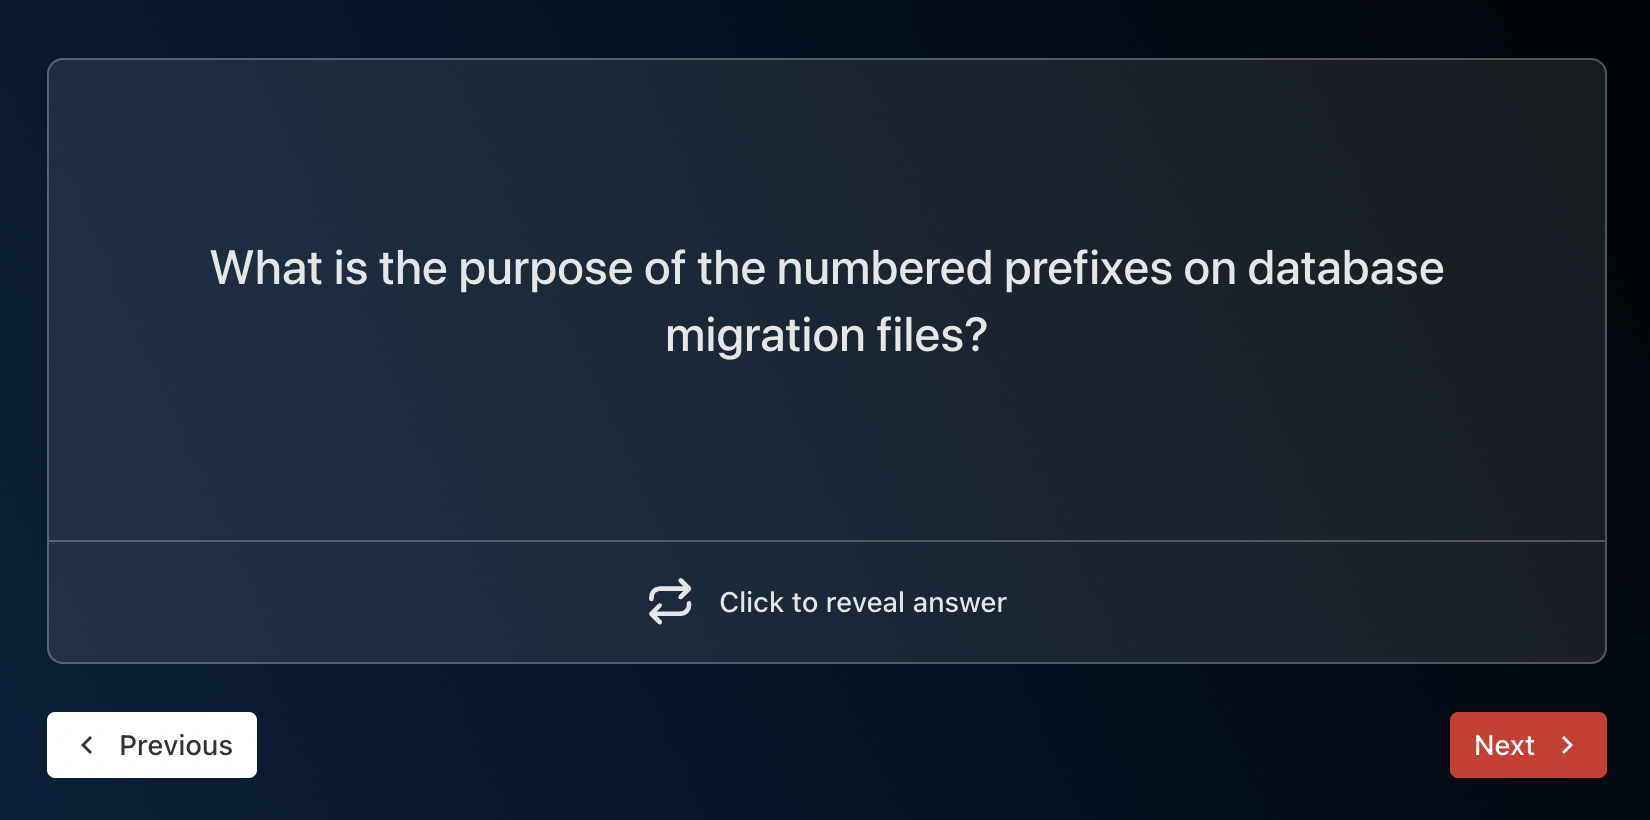 What is the purpose of the numbered prefixes on database
migration files?
Click to reveal answer
Previous
Next